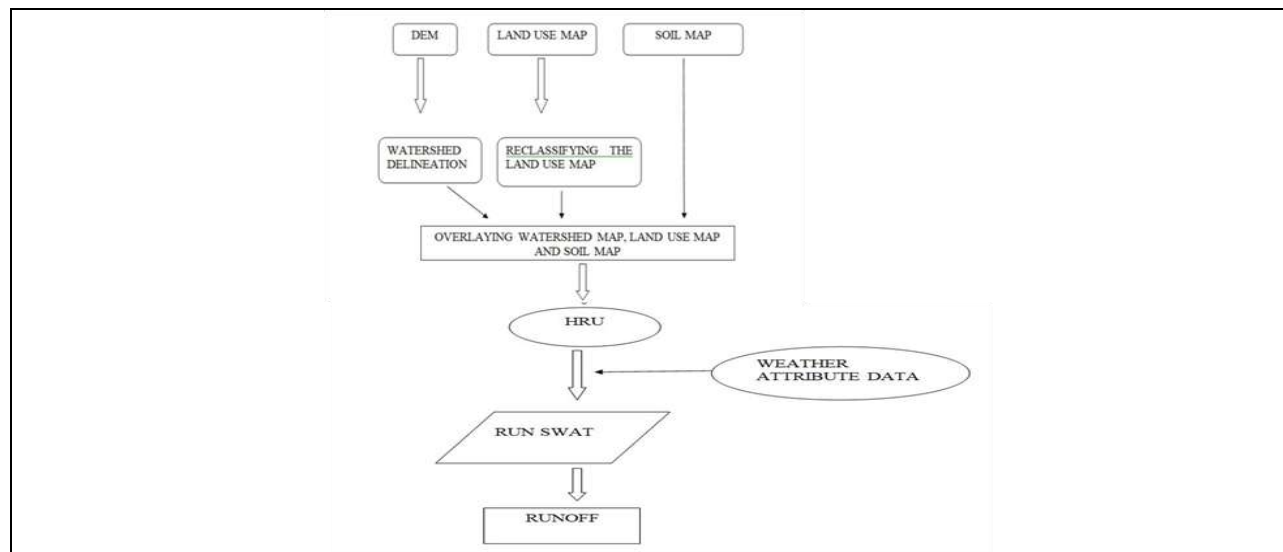 DEM
LAND USE MAP
SOIL MAP
WATERSHED
DELINEATION
RECLASSIFYING THE
LAND USE MAP
OVERLAYING WATERSHED MAP, LAND USE MAP
AND SOIL MAP
HRU
WEATHER
ATTRIBUTE DATA
RUN SWAT
RUNOFF